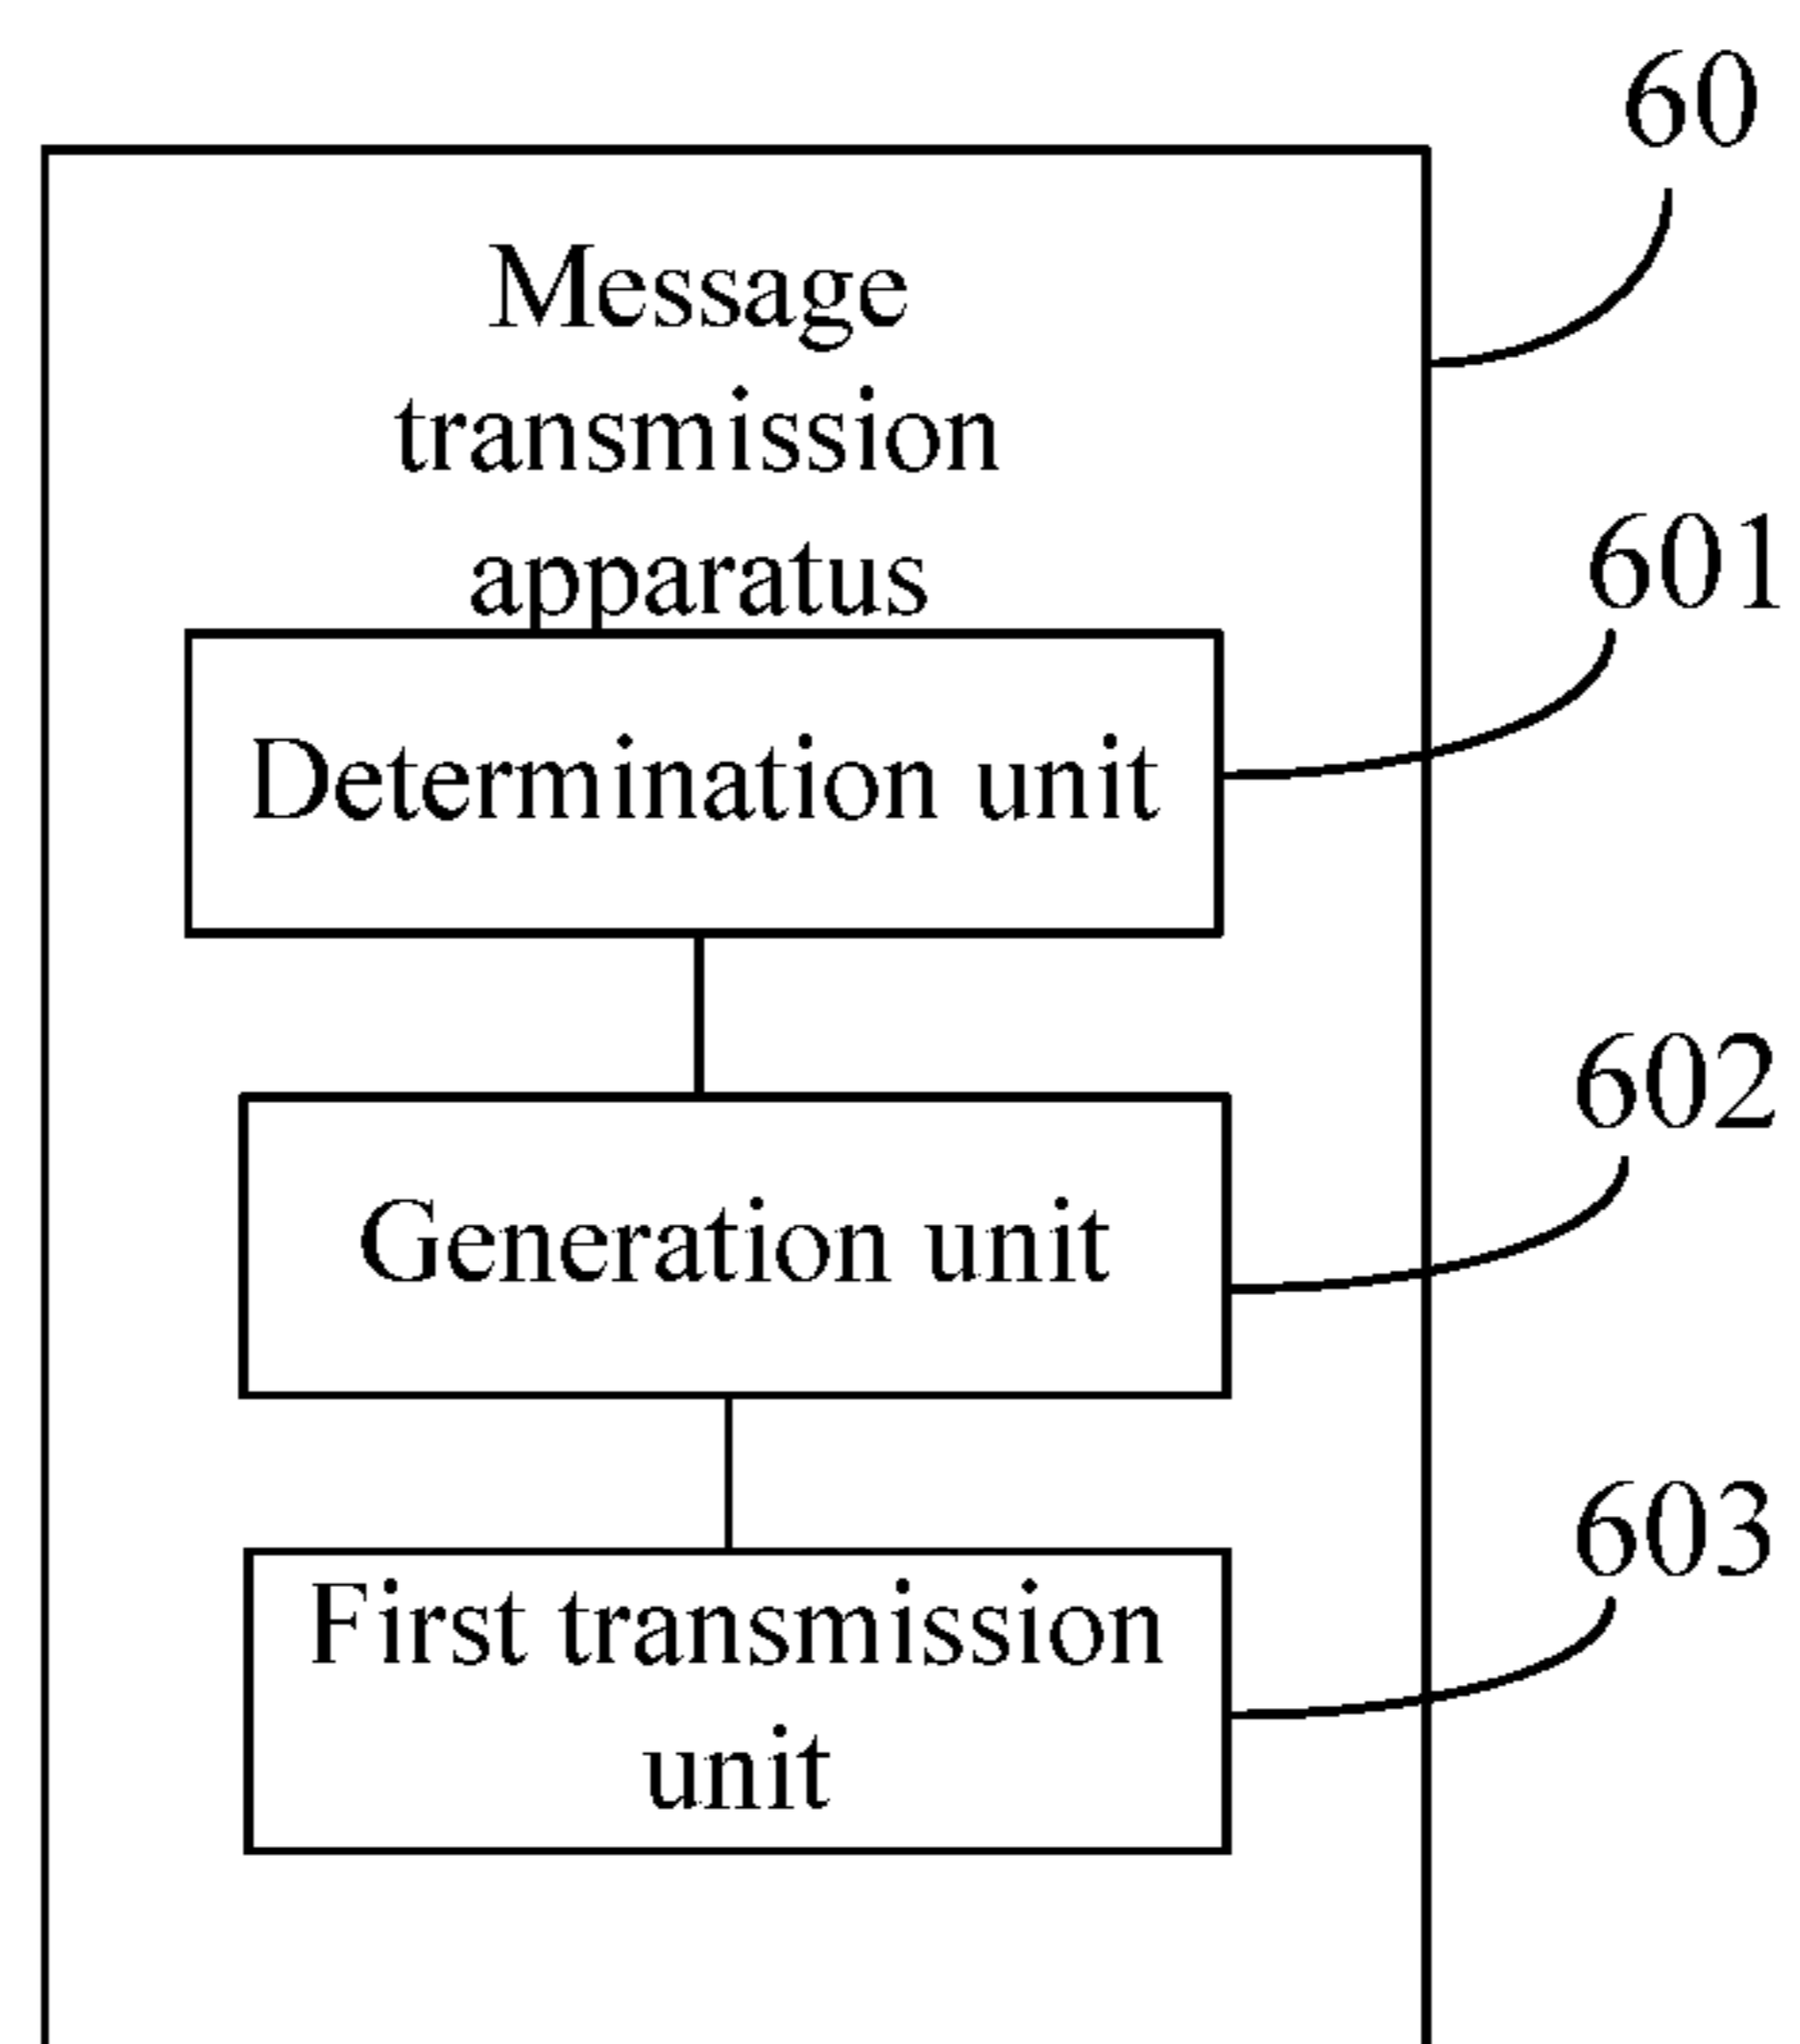 60
Message
transmission
apparatus
601
Determination unit
602
Generation unit
603
First transmission
unit